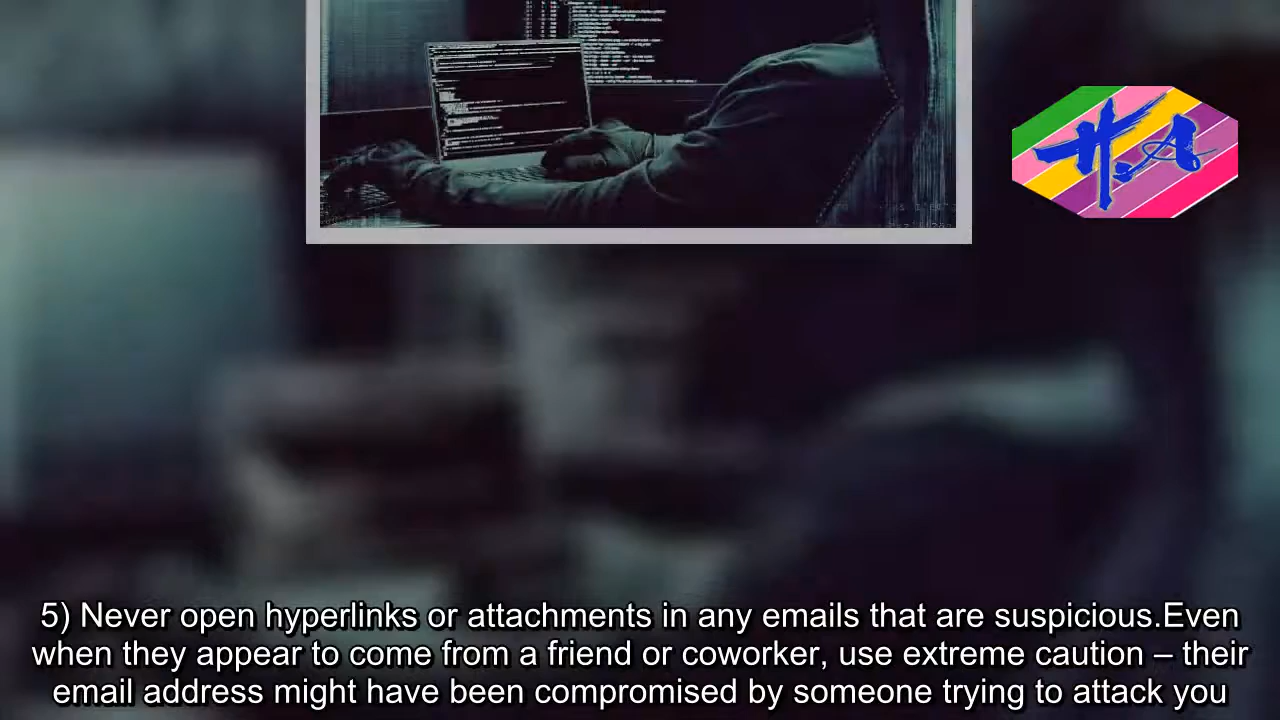 H.A
5) Never open hyperlinks or attachments in any emails that are suspicious.Even
when they appear to come from a friend or coworker, use extreme caution – their
email address might have been compromised by someone trying to attack you